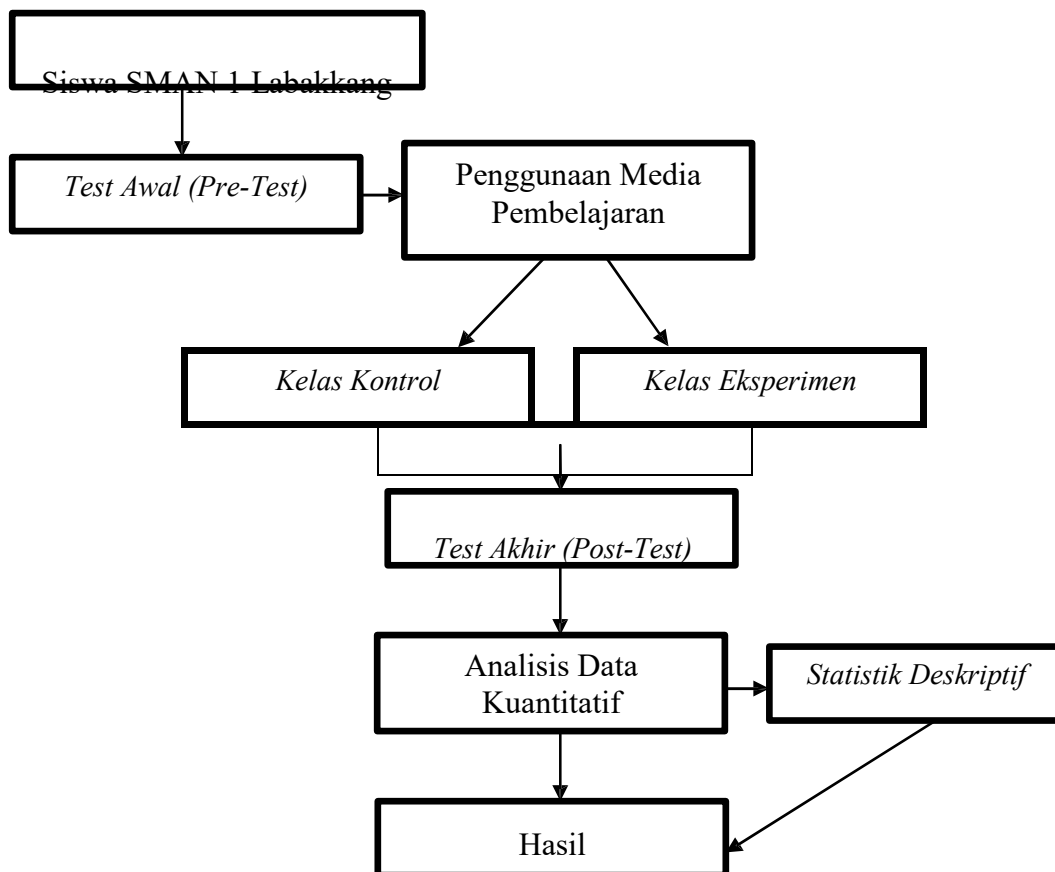 Siswa SMAN 1 Labakkang
Test Awal (Pre-Test)
Penggunaan Media
Pembelajaran
Kelas Kontrol
Kelas Eksperimen
Test Akhir (Post-Test)
Analisis Data
Kuantitatif
Statistik Deskriptif
Hasil